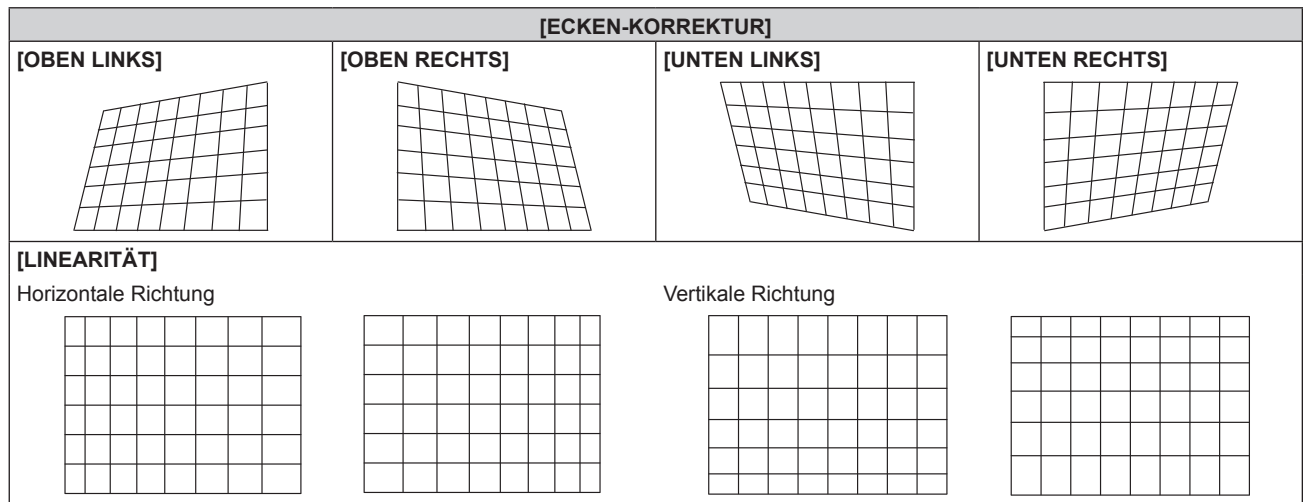 [ECKEN-KORREKTUR]
[OBEN LINKS]
[OBEN RECHTS]
[UNTEN LINKS]
[UNTEN RECHTS]
[LINEARITÄT]
Horizontale Richtung
Vertikale Richtung